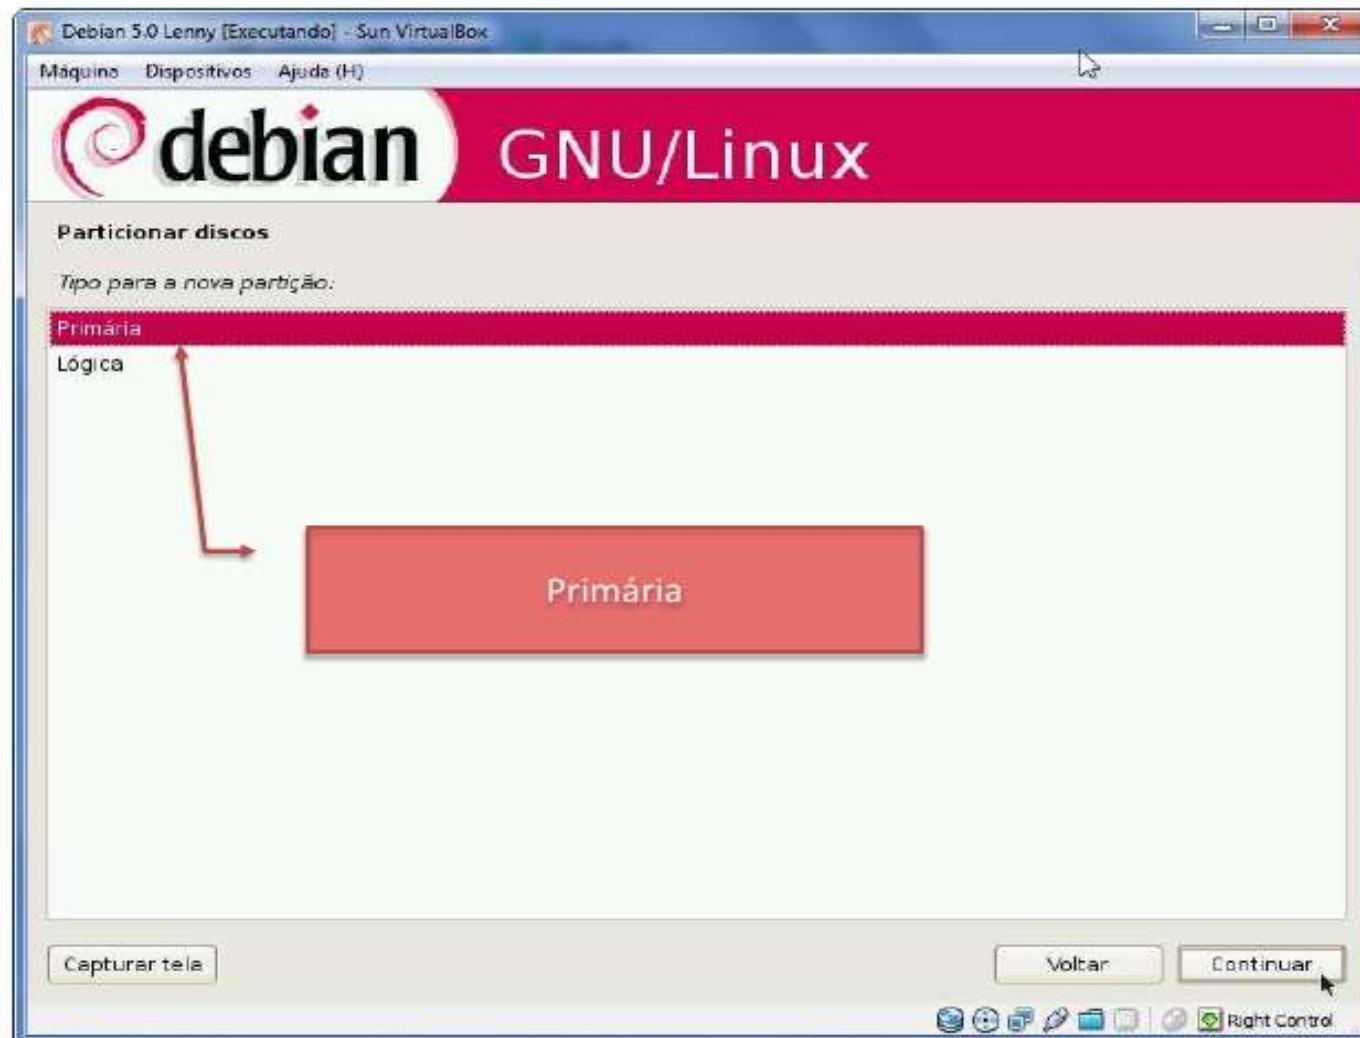 Debian 5.0 Lenny [Executando] - Sun VirtualBox
Máquina Dispositivos Ajuda (H)
debian GNU/Linux
Particionar discos
Tipo para a nova partição:
Primária
Lógica
Primária
Capturar tela Voltar Continuar
Right Control